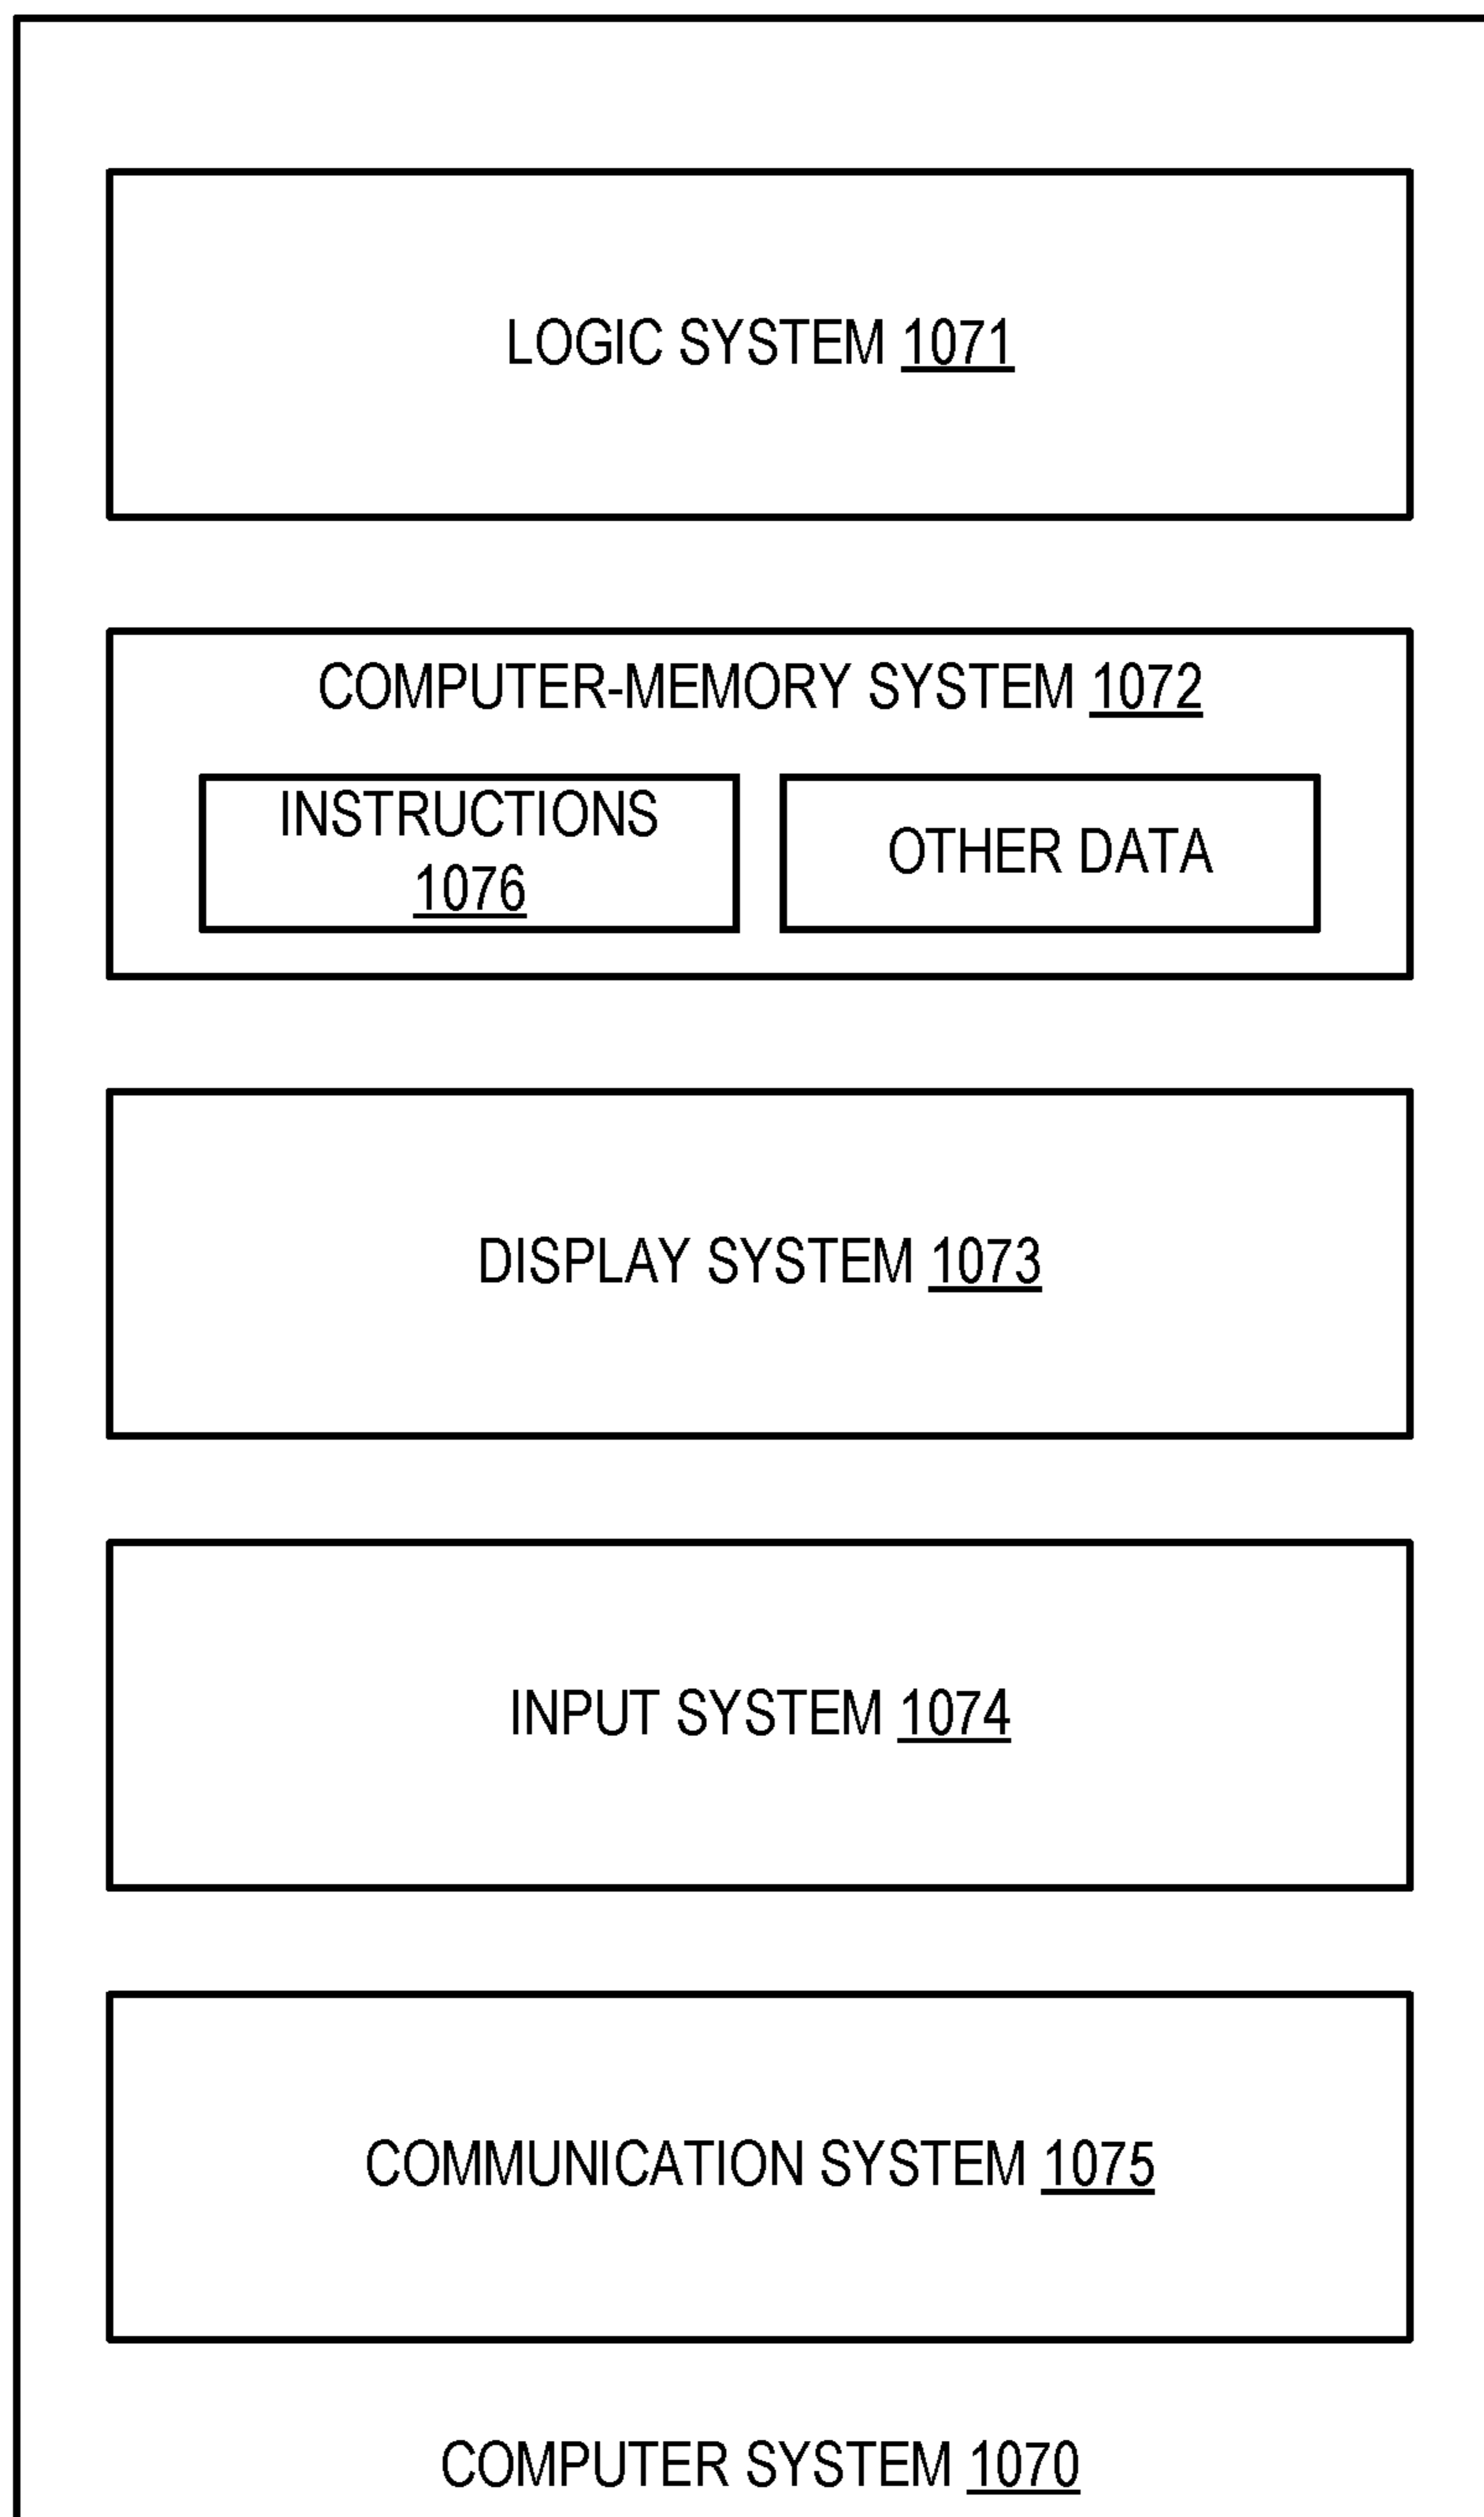 LOGIC SYSTEM 1071
COMPUTER-MEMORY SYSTEM 1072
INSTRUCTIONS
1076
OTHER DATA
DISPLAY SYSTEM 1073
INPUT SYSTEM 1074
COMMUNICATION SYSTEM 1075
COMPUTER SYSTEM 1070